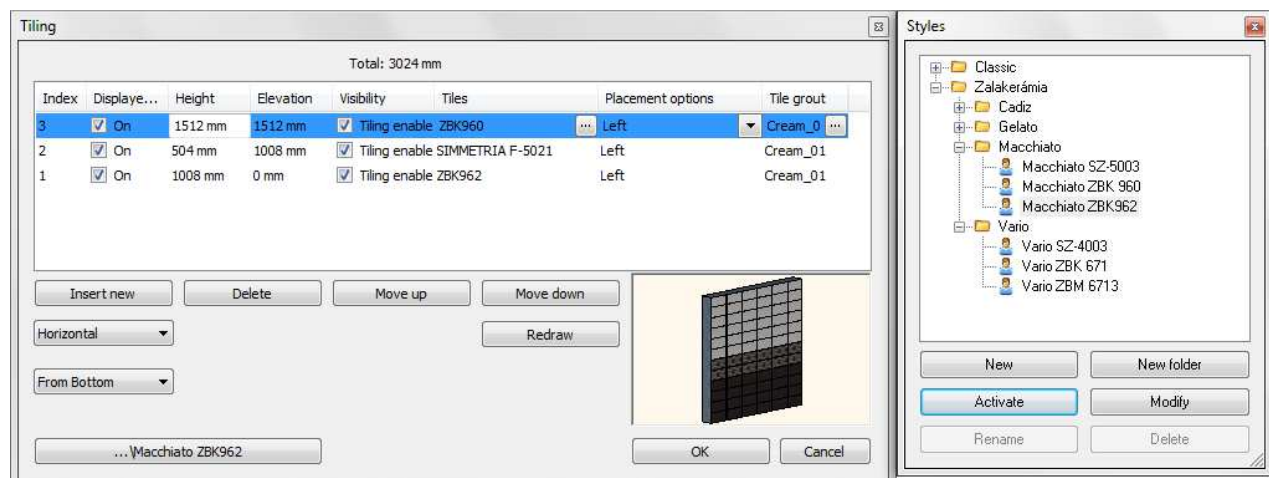 Tiling
Total: 3024 mm
Index Displaye... Height Elevation Visibility Tiles Placement options Tile grout
3 On 1512 mm 1512 mm Tiling enable ZBK960 ... Left Cream_0 ...
2 On 504 mm 1008 mm Tiling enable SIMMETRIA F-5021 Left Cream_01
1 On 1008 mm 0 mm Tiling enable ZBK962 Left Cream_01
Insert new Delete Move up Move down
Horizontal Redraw
From Bottom
...\Macchiato ZBK962 OK Cancel
Styles
Classic
Zalakerámia
Cadiz
Gelato
Macchiato
Macchiato SZ-5003
Macchiato ZBK 960
Macchiato ZBK962
Vario
Vario SZ-4003
Vario ZBK 671
Vario ZBM 6713
New New folder
Activate Modify
Rename Delete